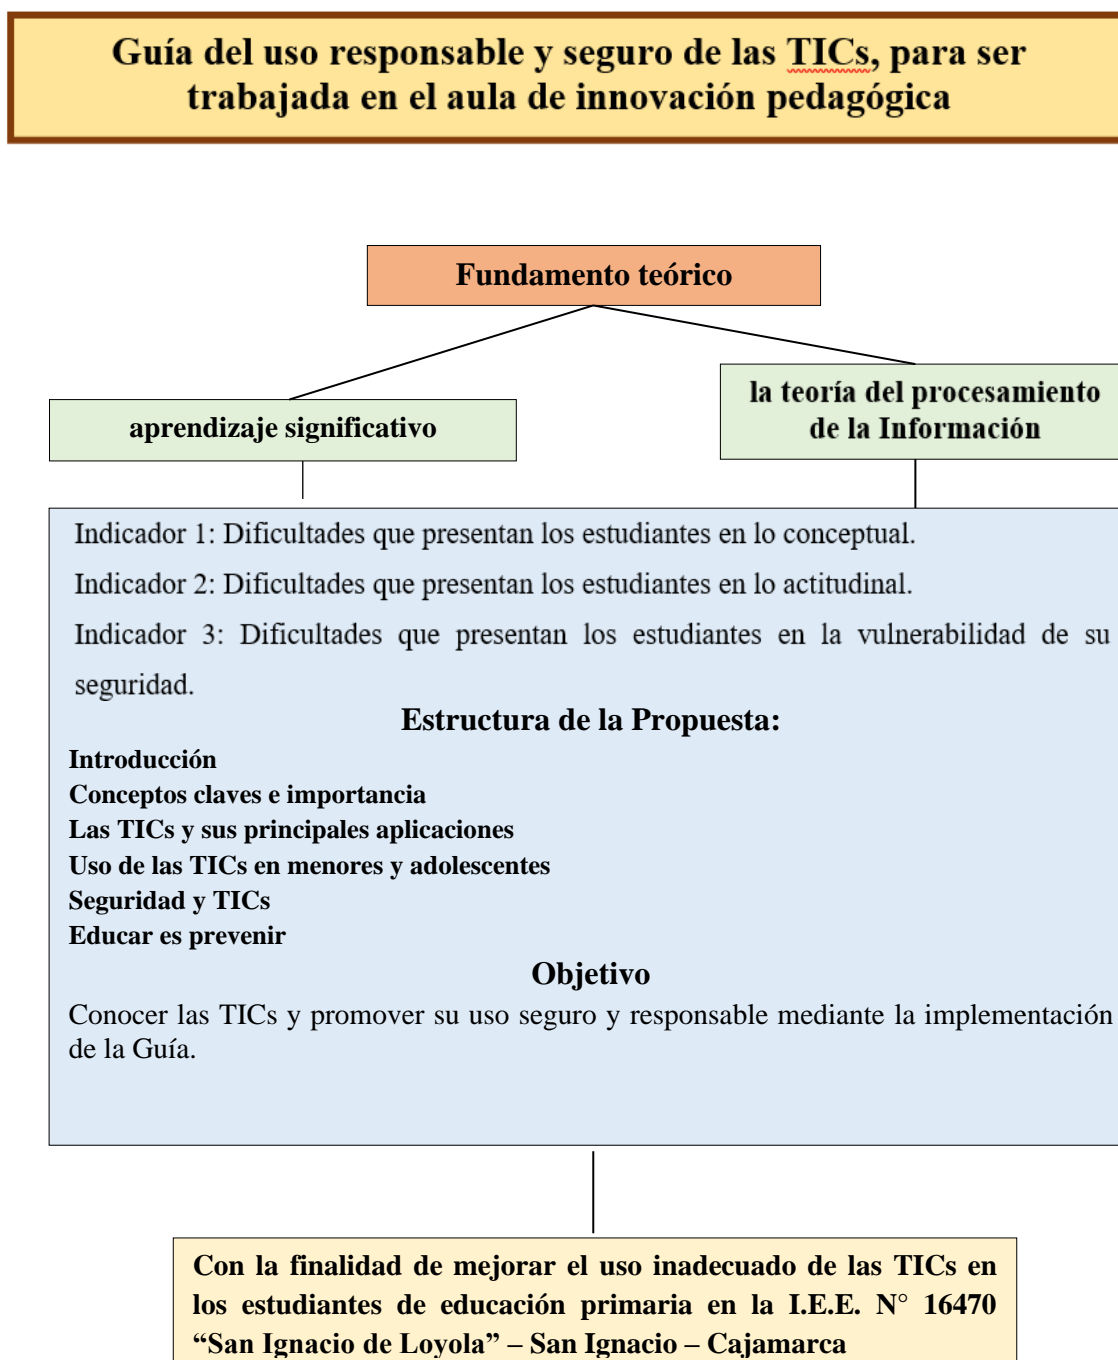 Guía del uso responsable y seguro de las TICs, para ser
trabajada en el aula de innovación pedagógica
Fundamento teórico
aprendizaje significativo
la teoría del procesamiento
de la Información
Indicador 1: Dificultades que presentan los estudiantes en lo conceptual.
Indicador 2: Dificultades que presentan los estudiantes en lo actitudinal.
Indicador 3: Dificultades que presentan los estudiantes en la vulnerabilidad de su
seguridad.
Estructura de la Propuesta:
Introducción
Conceptos claves e importancia
Las TICs y sus principales aplicaciones
Uso de las TICs en menores y adolescentes
Seguridad y TICs
Educar es prevenir
Objetivo
Conocer las TICs y promover su uso seguro y responsable mediante la implementación
de la Guía.
Con la finalidad de mejorar el uso inadecuado de las TICs en
los estudiantes de educación primaria en la I.E.E. N° 16470
“San Ignacio de Loyola” – San Ignacio – Cajamarca